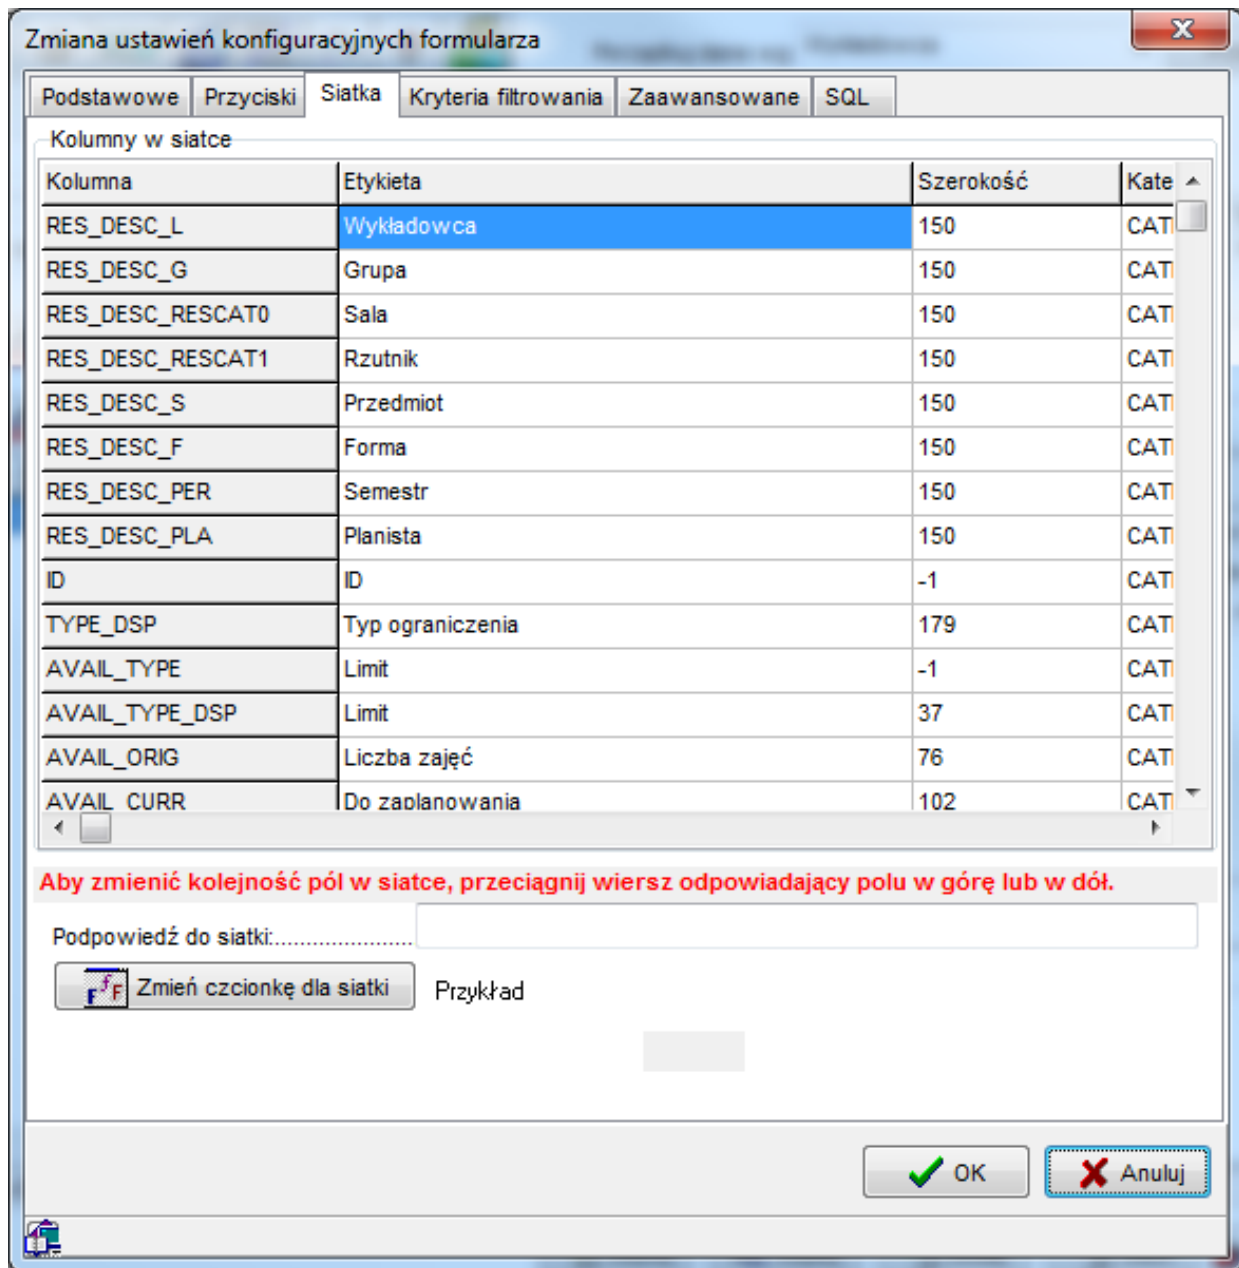 Zmiana ustawień konfiguracyjnych formularza
Podstawowe Przyciski Siatka Kryteria filtrowania Zaawansowane SQL
Kolumny w siatce
Kolumna Etykieta Szerokość Kate
RES_DESC_L Wykładowca 150 CAT
RES_DESC_G Grupa 150 CAT
RES_DESC_RESCAT0 Sala 150 CAT
RES_DESC_RESCAT1 Rzutnik 150 CAT
RES_DESC_S Przedmiot 150 CAT
RES_DESC_F Forma 150 CAT
RES_DESC_PER Semestr 150 CAT
RES_DESC_PLA Planista 150 CAT
ID ID -1 CAT
TYPE_DSP Typ ograniczenia 179 CAT
AVAIL_TYPE Limit -1 CAT
AVAIL_TYPE_DSP Limit 37 CAT
AVAIL_ORIG Liczba zajęć 76 CAT
AVAIL_CURR Do zaplanowania 102 CAT
Aby zmienić kolejność pól w siatce, przeciągnij wiersz odpowiadający polu w górę lub w dół.
Podpowiedź do siatki:......................
Zmień czcionkę dla siatki Przykład
OK Anuluj